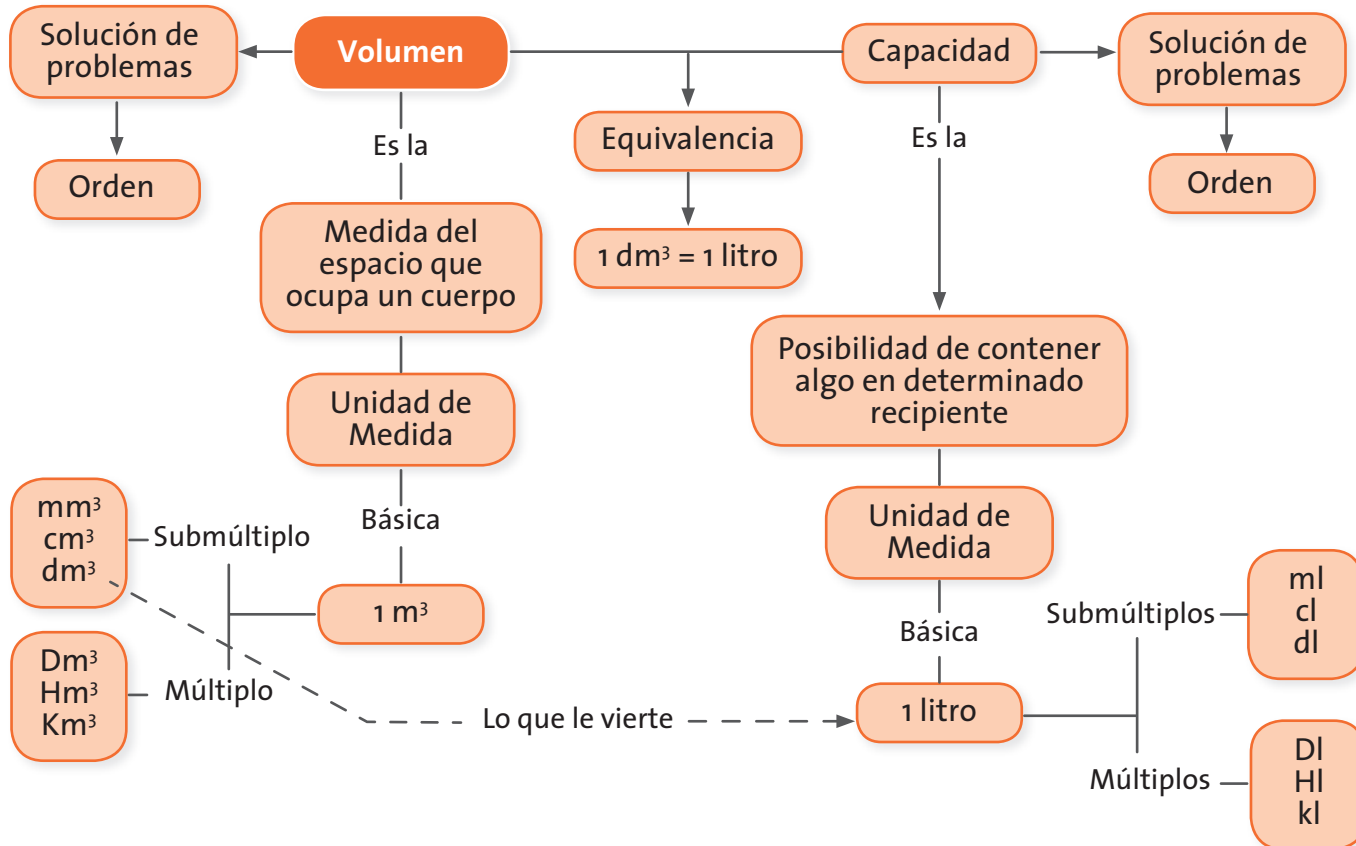 Solución de
problemas
Orden
Volumen
Es la
Medida del
espacio que
ocupa un cuerpo
Unidad de
Medida
Básica
1 m³
Submúltiplo
mm³
cm³
dm³
Múltiplo
Dm³
Hm³
Km³
Equivalencia
1 dm³ = 1 litro
Lo que le vierte
Capacidad
Es la
Posibilidad de contener
algo en determinado
recipiente
Unidad de
Medida
Básica
1 litro
Submúltiplos
ml
cl
dl
Múltiplos
Dl
Hl
kl
Solución de
problemas
Orden